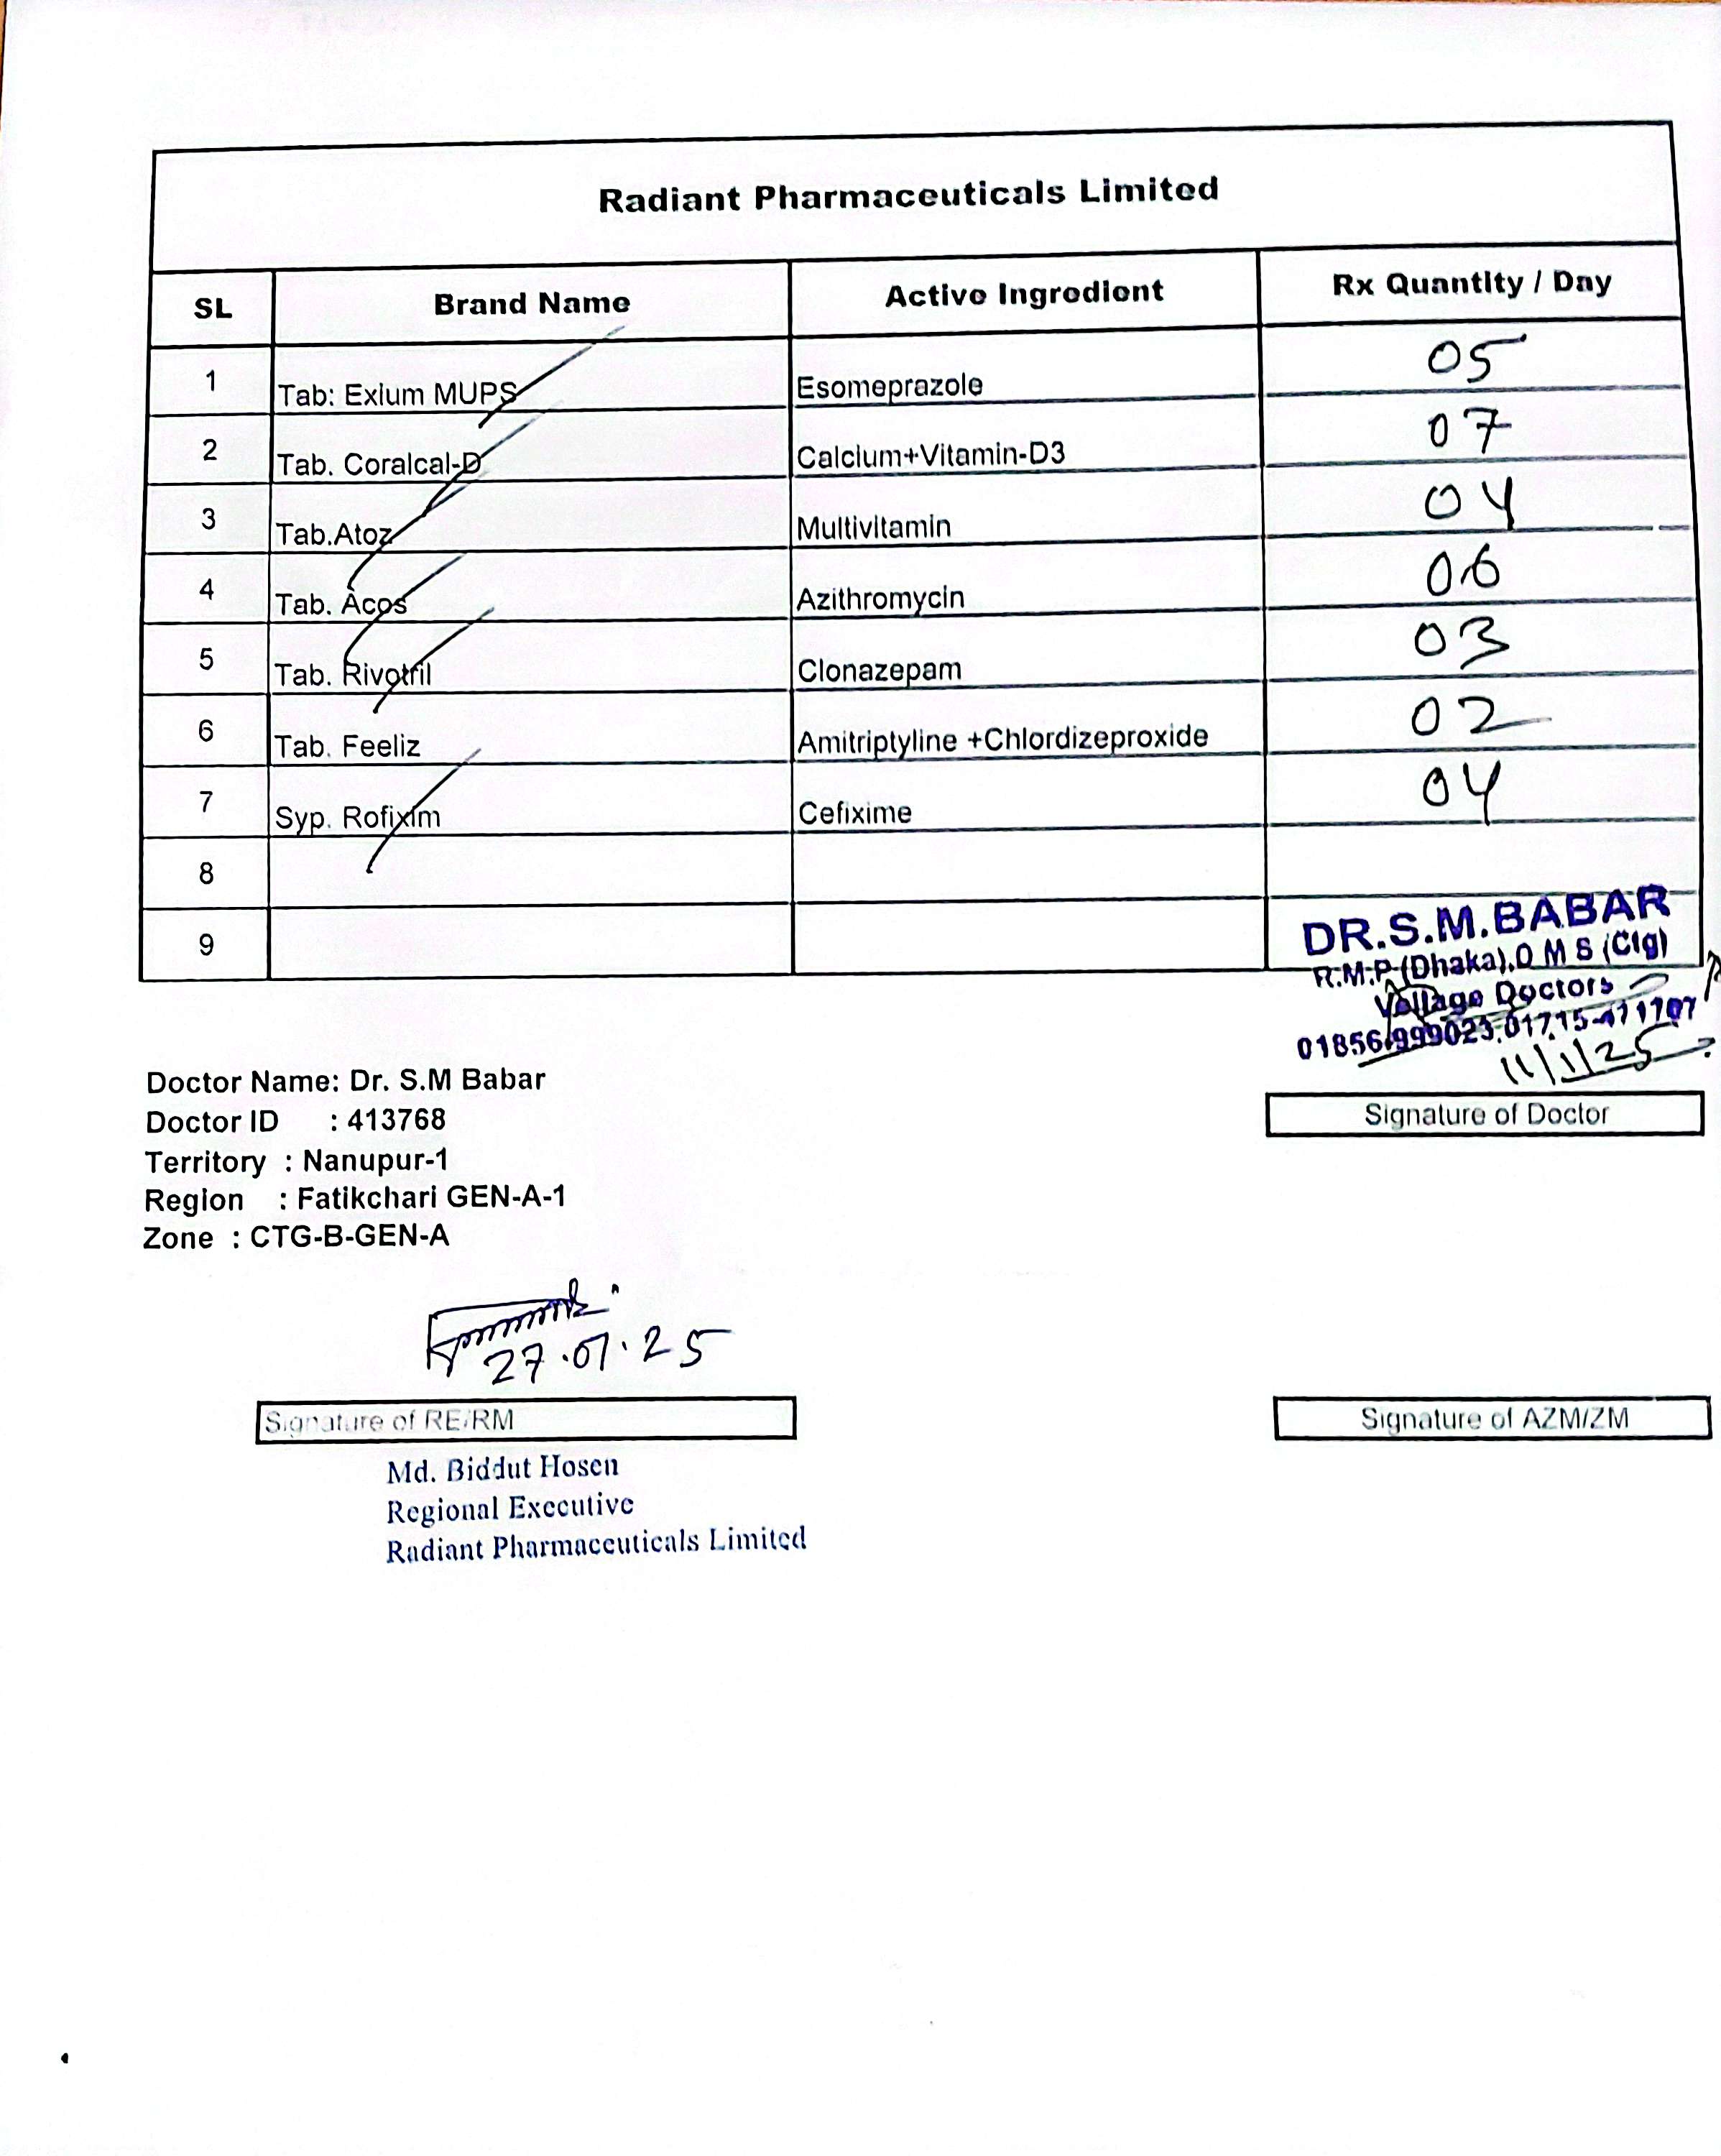 Radiant Pharmaceuticals Limited
SL Brand Name Active Ingredient Rx Quantity / Day
1 Tab: Exium MUPS Esomeprazole 05
2 Tab. Coralcal-D Calcium+Vitamin-D3 07
3 Tab.Atoz Multivitamin 04
4 Tab. Acos Azithromycin 06
5 Tab. Rivotril Clonazepam 03
6 Tab. Feeliz Amitriptyline +Chlordizeproxide 02
7 Syp. Rofixim Cefixime 04
8
9
DR.S.M.BABAR
R.M.P (Dhaka),D M S (Ctg)
Village Doctors
01856-999023, 01715-411707
11/1/25
Signature of Doctor
Doctor Name: Dr. S.M Babar
Doctor ID : 413768
Territory : Nanupur-1
Region : Fatikchari GEN-A-1
Zone : CTG-B-GEN-A
27.01.25
Signature of RE/RM
Signature of AZM/ZM
Md. Biddut Hosen
Regional Executive
Radiant Pharmaceuticals Limited